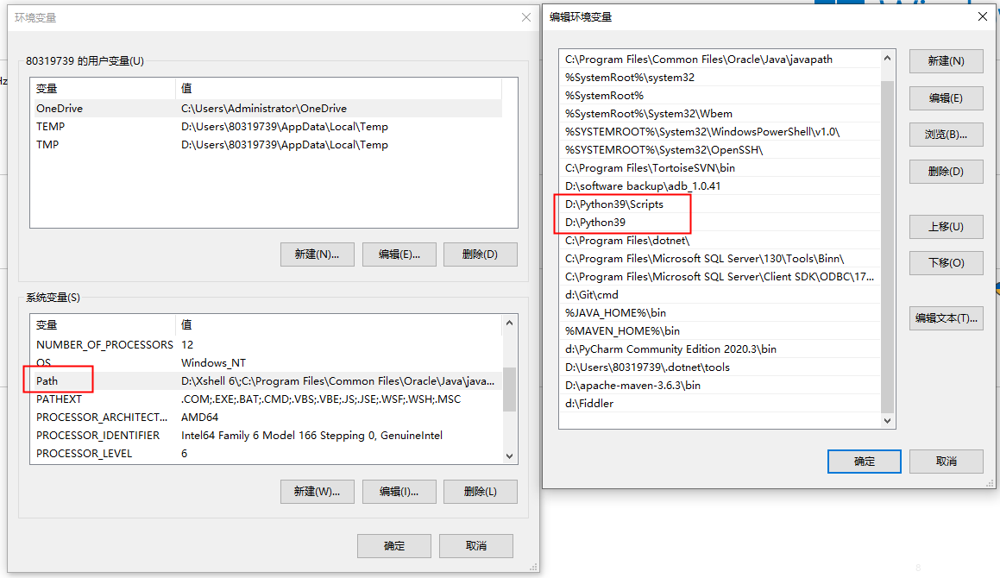 环境变量
80319739 的用户变量(U)
变量 值
OneDrive C:\Users\Administrator\OneDrive
TEMP D:\Users\80319739\AppData\Local\Temp
TMP D:\Users\80319739\AppData\Local\Temp
新建(N)... 编辑(E)... 删除(D)
系统变量(S)
变量 值
NUMBER_OF_PROCESSORS 12
OS Windows_NT
Path D:\Xshell 6\;C:\Program Files\Common Files\Oracle\Java\java...
PATHEXT .COM;.EXE;.BAT;.CMD;.VBS;.VBE;.JS;.JSE;.WSF;.WSH;.MSC
PROCESSOR_ARCHITECT... AMD64
PROCESSOR_IDENTIFIER Intel64 Family 6 Model 166 Stepping 0, GenuineIntel
PROCESSOR_LEVEL 6
新建(W)... 编辑(I)... 删除(L)
确定 取消
编辑环境变量
C:\Program Files\Common Files\Oracle\Java\javapath
%SystemRoot%\system32
%SystemRoot%
%SystemRoot%\System32\Wbem
%SYSTEMROOT%\System32\WindowsPowerShell\v1.0\
%SYSTEMROOT%\System32\OpenSSH\
C:\Program Files\TortoiseSVN\bin
D:\software backup\adb_1.0.41
D:\Python39\Scripts
D:\Python39
C:\Program Files\dotnet\
C:\Program Files\Microsoft SQL Server\130\Tools\Binn\
C:\Program Files\Microsoft SQL Server\Client SDK\ODBC\17...
d:\Git\cmd
%JAVA_HOME%\bin
%MAVEN_HOME%\bin
d:\PyCharm Community Edition 2020.3\bin
D:\Users\80319739\.dotnet\tools
D:\apache-maven-3.6.3\bin
d:\Fiddler
新建(N)
编辑(E)
浏览(B)...
删除(D)
上移(U)
下移(O)
编辑文本(T)...
确定 取消